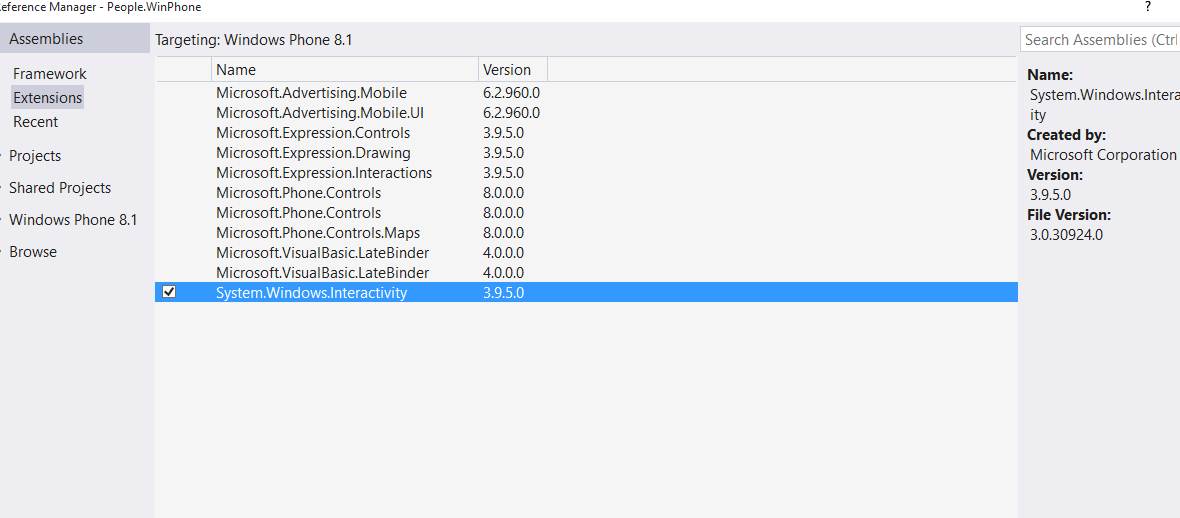 eference Manager - People.WinPhone ?
Assemblies
Framework
Extensions
Recent
Projects
Shared Projects
Windows Phone 8.1
Browse
Targeting: Windows Phone 8.1
Name Version
Microsoft.Advertising.Mobile 6.2.960.0
Microsoft.Advertising.Mobile.UI 6.2.960.0
Microsoft.Expression.Controls 3.9.5.0
Microsoft.Expression.Drawing 3.9.5.0
Microsoft.Expression.Interactions 3.9.5.0
Microsoft.Phone.Controls 8.0.0.0
Microsoft.Phone.Controls 8.0.0.0
Microsoft.Phone.Controls.Maps 8.0.0.0
Microsoft.VisualBasic.LateBinder 4.0.0.0
Microsoft.VisualBasic.LateBinder 4.0.0.0
System.Windows.Interactivity 3.9.5.0
Search Assemblies (Ctrl
Name:
System.Windows.Interac
ity
Created by:
Microsoft Corporation
Version:
3.9.5.0
File Version:
3.0.30924.0